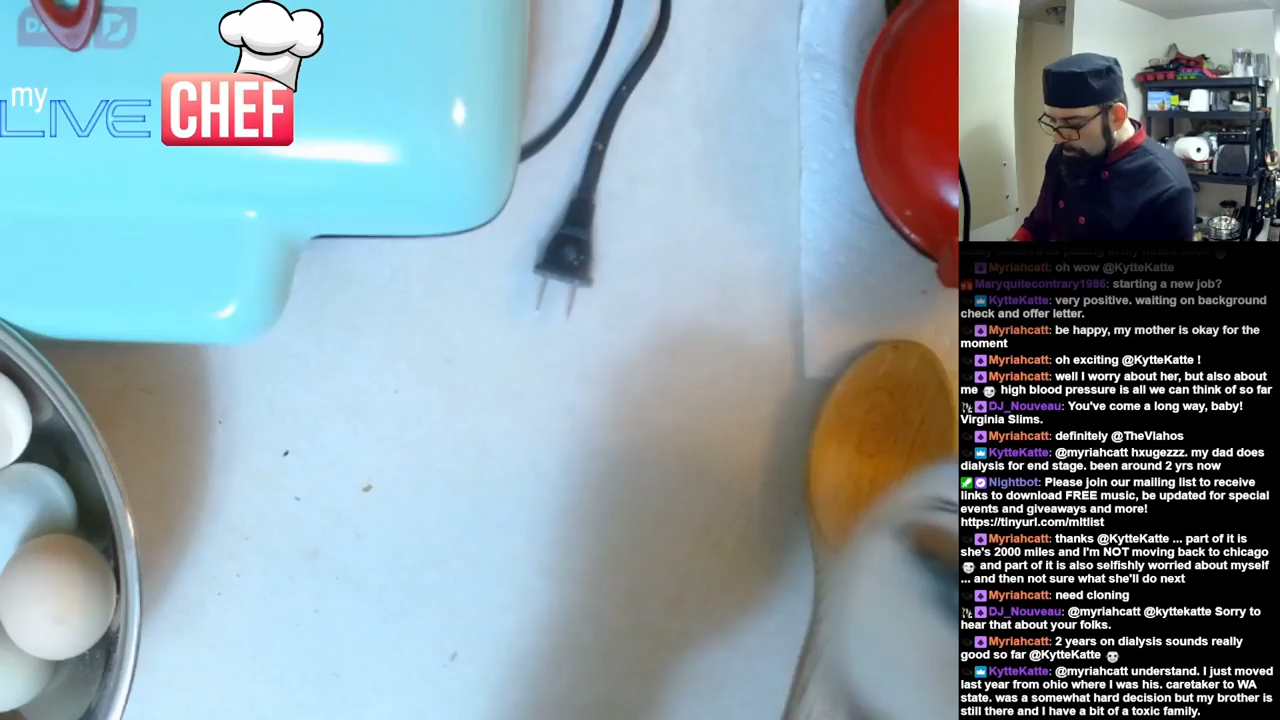 my
LIVE CHEF
Myriahcatt: oh wow @KytteKatte
Maryquitecontrary1986: starting a new job?
KytteKatte: very positive. waiting on background
check and offer letter.
Myriahcatt: be happy, my mother is okay for the
moment
Myriahcatt: oh exciting @KytteKatte !
Myriahcatt: well I worry about her, but also about
me high blood pressure is all we can think of so far
DJ_Nouveau: You've come a long way, baby!
Virginia Slims.
Myriahcatt: definitely @TheVlahos
KytteKatte: @myriahcatt hxugezzz. my dad does
dialysis for end stage. been around 2 yrs now
Nightbot: Please join our mailing list to receive
links to download FREE music, be updated for special
events and giveaways and more!
https://tinyurl.com/mltlist
Myriahcatt: thanks @KytteKatte ... part of it is
she's 2000 miles and I'm NOT moving back to chicago
and part of it is also selfishly worried about myself
... and then not sure what she'll do next
Myriahcatt: need cloning
DJ_Nouveau: @myriahcatt @kyttekatte Sorry to
hear that about your folks.
Myriahcatt: 2 years on dialysis sounds really
good so far @KytteKatte
KytteKatte: @myriahcatt understand. I just moved
last year from ohio where I was his. caretaker to WA
state. was a somewhat hard decision but my brother is
still there and I have a bit of a toxic family.